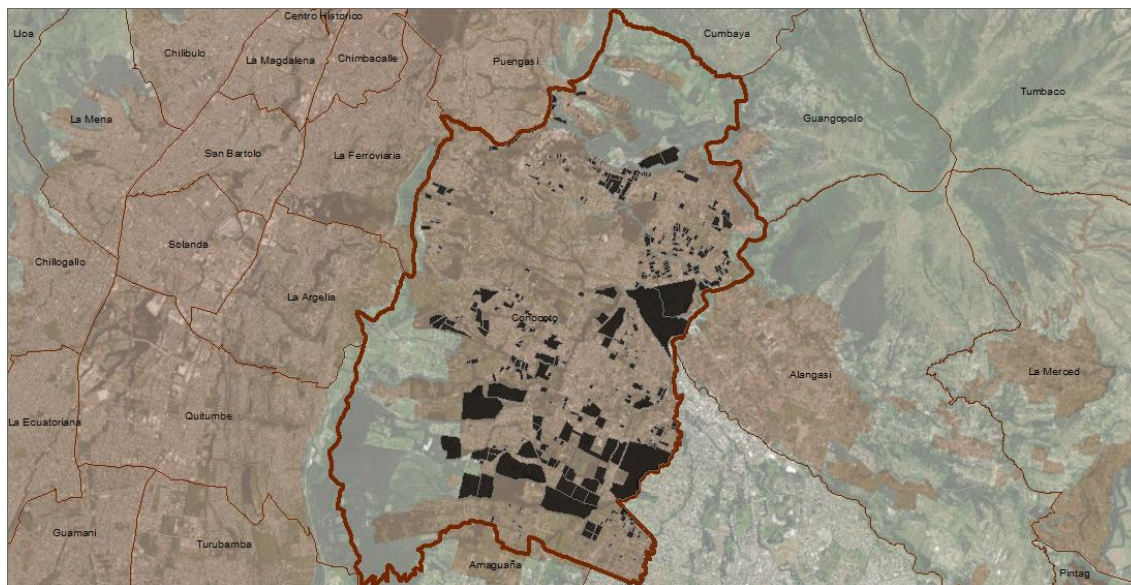 Centro Historico
Lloa
Cumbaya
Chilibulo
La Magdalena
Chimbacalle
Puengasi
Tumbaco
La Mena
Guangopolo
San Bartolo
La Ferroviaria
Solanda
Chillogallo
La Argelia
Conocoto
Alangasi
La Merced
Quitumbe
La Ecuatoriana
Guamani
Turubamba
Amaguaña
Pintag